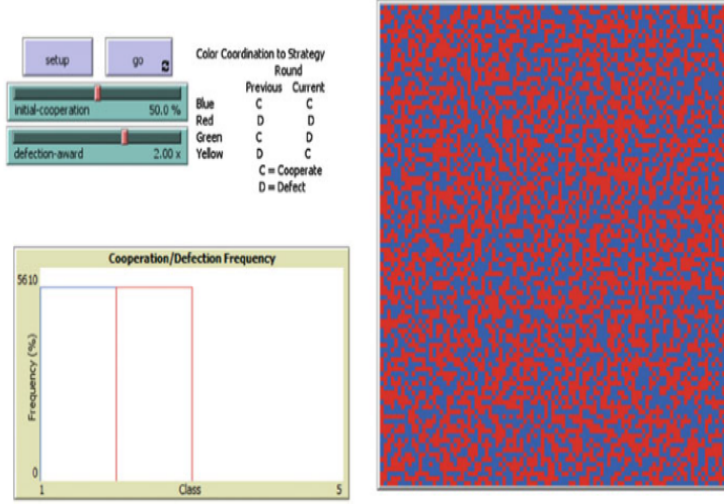 setup
go
initial-cooperation 50.0 %
defection-award 2.00 x
Color Coordination to Strategy
Round
Previous Current
Blue C C
Red D D
Green C D
Yellow D C
C = Cooperate
D = Defect
Cooperation/Defection Frequency
5610
Frequency (%)
0
1
Class
5